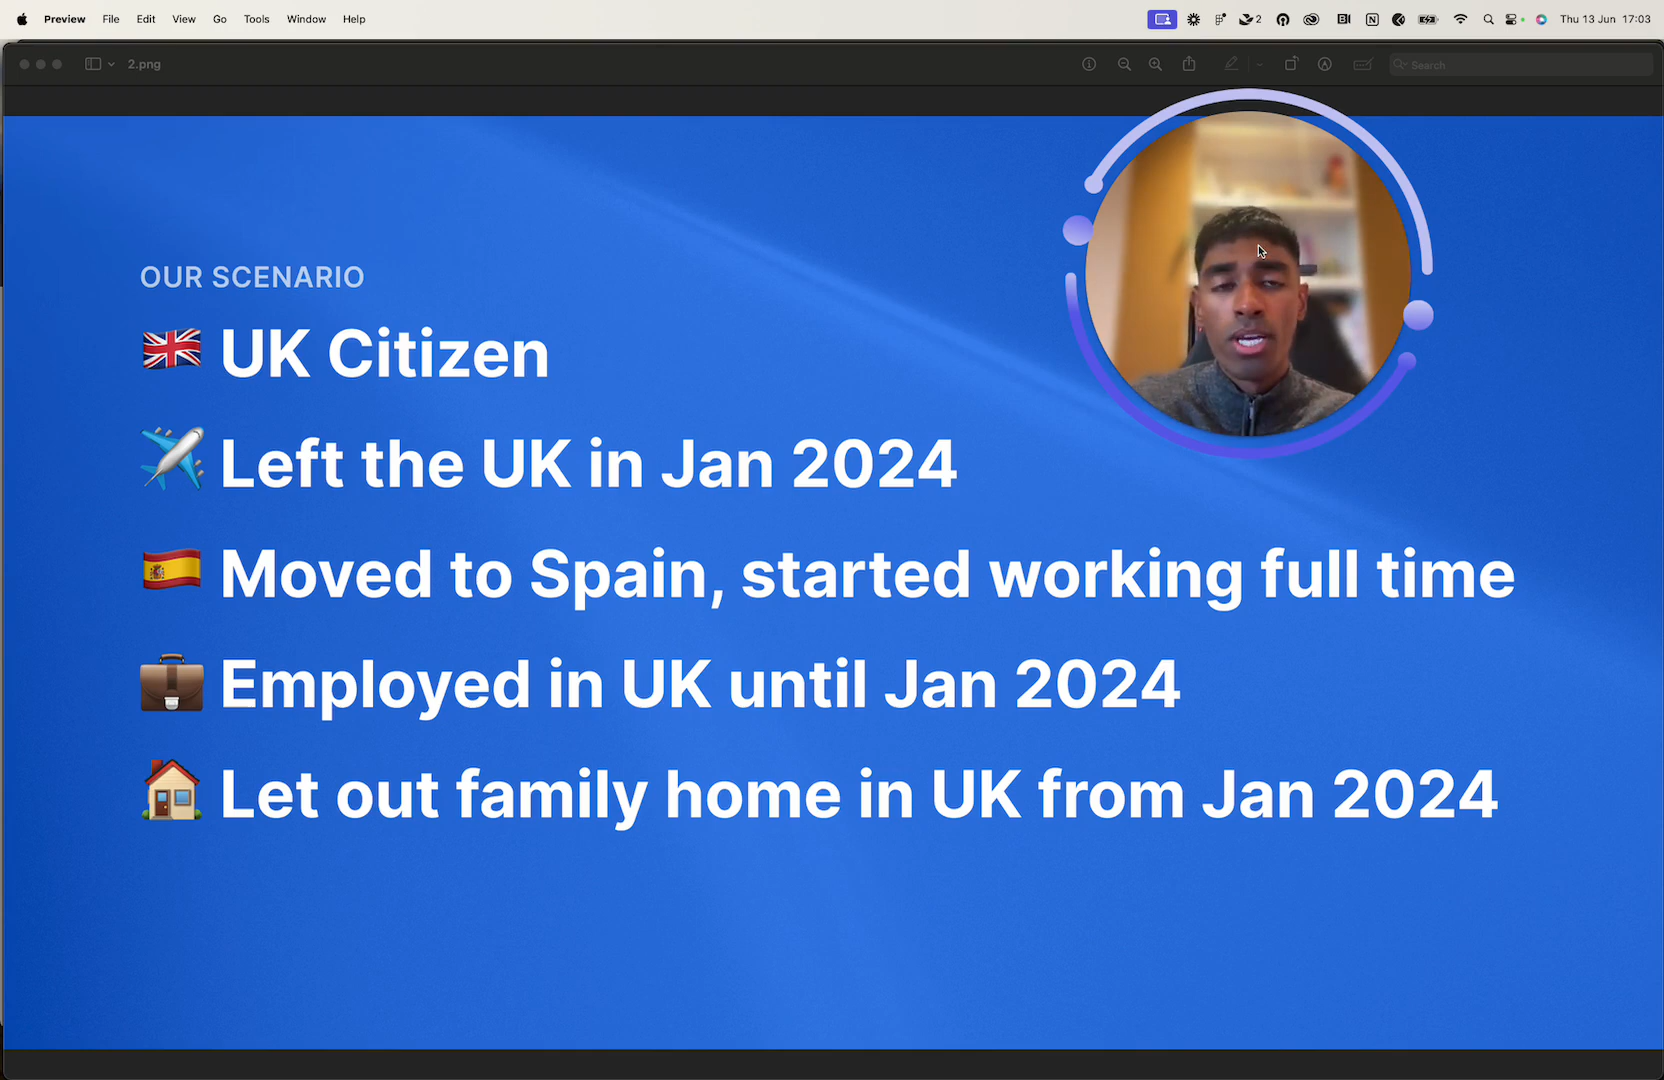 Preview File Edit View Go Tools Window Help 2 Thu 13 Jun 17:03
2.png Search
OUR SCENARIO
UK Citizen
Left the UK in Jan 2024
Moved to Spain, started working full time
Employed in UK until Jan 2024
Let out family home in UK from Jan 2024